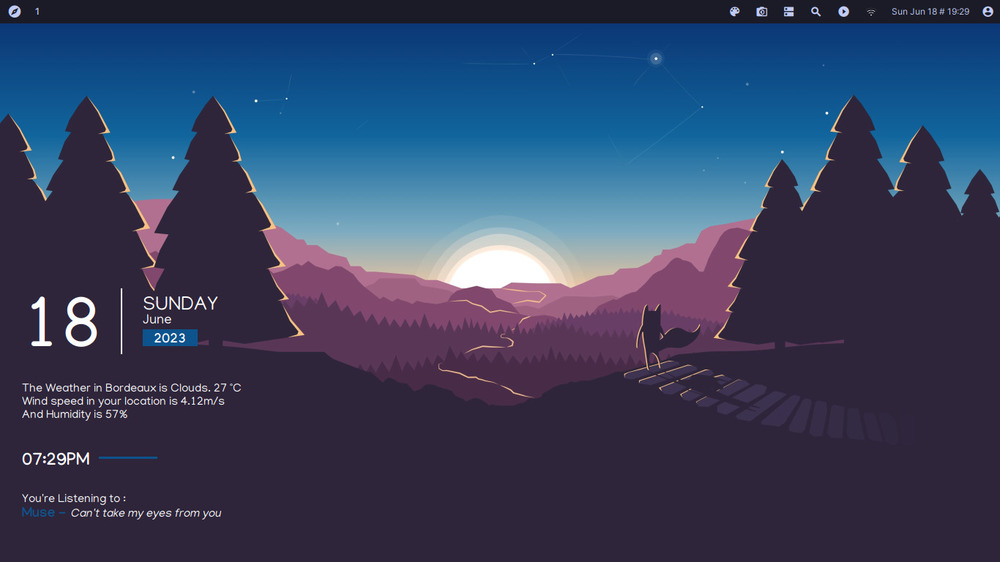 1
Sun Jun 18 # 19:29
18
SUNDAY
June
2023
The Weather in Bordeaux is Clouds. 27 °C
Wind speed in your location is 4.12m/s
And Humidity is 57%
07:29PM
You're Listening to :
Muse - Can't take my eyes from you